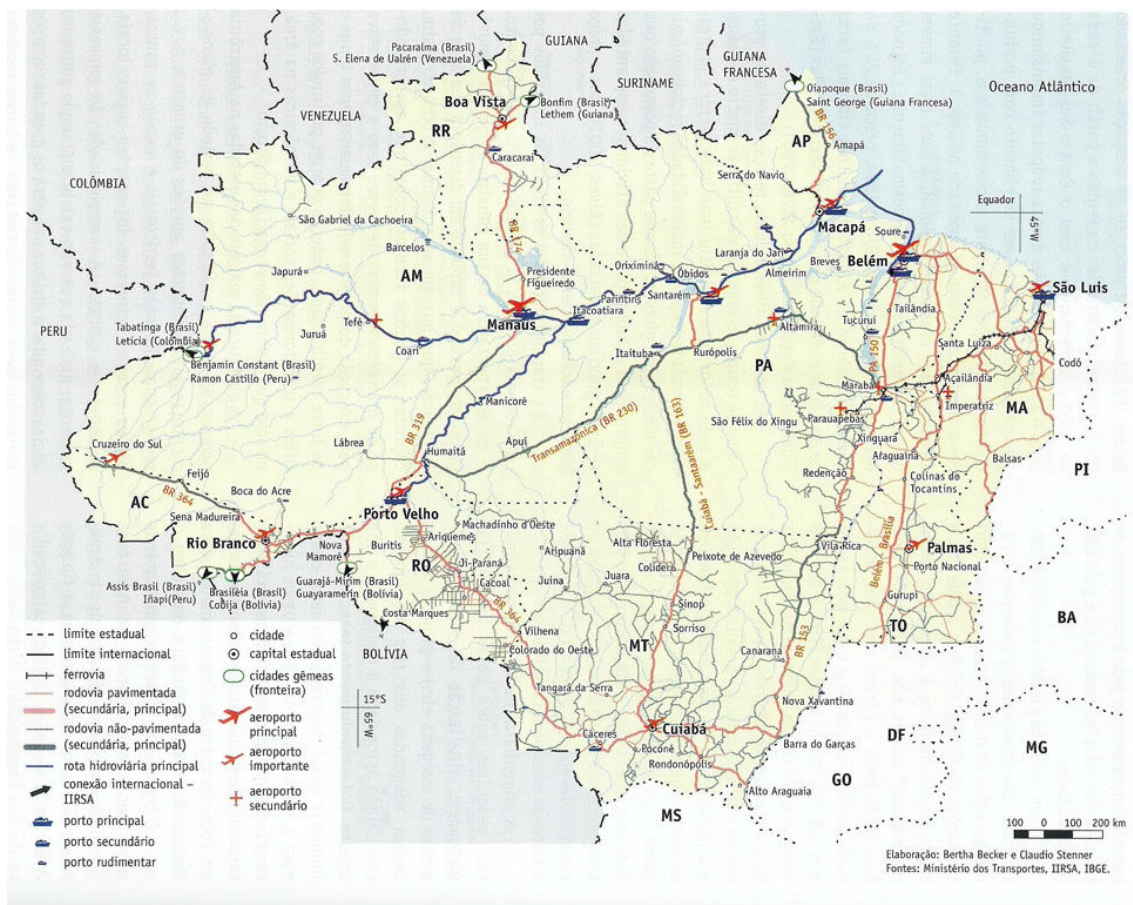 Pacaralma (Brasil)
S. Elena de Ualrén (Venezuela)
GUIANA
SURINAME
GUIANA
FRANCESA
Oiapoque (Brasil)
Saint George (Guiana Francesa)
Oceano Atlântico
Boa Vista
Bonfim (Brasil)
Lethem (Guiana)
VENEZUELA
RR
AP
BR 156
Amapá
Caracaraí
COLÔMBIA
Serra do Navio
Equador
45°W
São Gabriel da Cachoeira
BR 174
Macapá
Soure
Barcelos
Laranja do Jari
Belém
AM
Oriximiná
Óbidos
Almeirim
Breves
Japurá
Presidente
Figueiredo
Parintins
Santarém
São Luis
Itacoatiara
PERU
Tabatinga (Brasil)
Leticia (Colômbia)
Tefé
Juruá
Manaus
Tucuruí
Tailândia
Altamira
Coari
Santa Luiza
Benjamin Constant (Brasil)
Ramon Castillo (Peru)
Itaituba
Rurópolis
PA
PA 150
Codó
Marabá
Açailândia
Manicoré
Parauapebas
Imperatriz
MA
BR 319
São Félix do Xingu
Transamazônica (BR 230)
Cruzeiro do Sul
Lábrea
Humaitá
Apuí
Xinguara
Cuiabá Santaarém (BR 163)
Araguaína
Balsas
PI
Feijó
Redenção
Colinas de
Tocantins
BR 364
Boca do Acre
AC
Sena Madureira
Porto Velho
Machadinho d'Oeste
Rio Branco
Nova
Mamoré
Buritis
Ariquemes
Aripuanã
Alta Floresta
Peixote de Azevedo
Vila Rica
Belém - Brasília
Palmas
Colíder
Porto Nacional
RO
Ji-Paraná
Assis Brasil (Brasil)
Iñapi(Peru)
Brasiléia (Brasil)
Cobija (Bolívia)
Guarajá-Mirim (Brasil)
Guayaramerin (Bolívia)
Cacoal
Juina
Juara
Gurupi
Costa Marques
BR 364
Sinop
TO
BA
Sorriso
BR 153
Vilhena
MT
BOLÍVIA
Colorado do Oeste
Canarana
Tangará da Serra
Nova Xavantina
15°S
65°W
Cáceres
Cuiabá
DF
MG
Poconé
Barra do Garças
Rondonópolis
GO
Alto Araguaia
MS
limite estadual
limite internacional
ferrovia
rodovia pavimentada
(secundária, principal)
rodovia não-pavimentada
(secundária, principal)
rota hidroviária principal
conexão internacional –
IIRSA
porto principal
porto secundário
porto rudimentar
cidade
capital estadual
cidades gêmeas
(fronteira)
aeroporto
principal
aeroporto
importante
aeroporto
secundário
100 0 100 200 km
Elaboração: Bertha Becker e Claudio Stenner
Fontes: Ministério dos Transportes, IIRSA, IBGE.